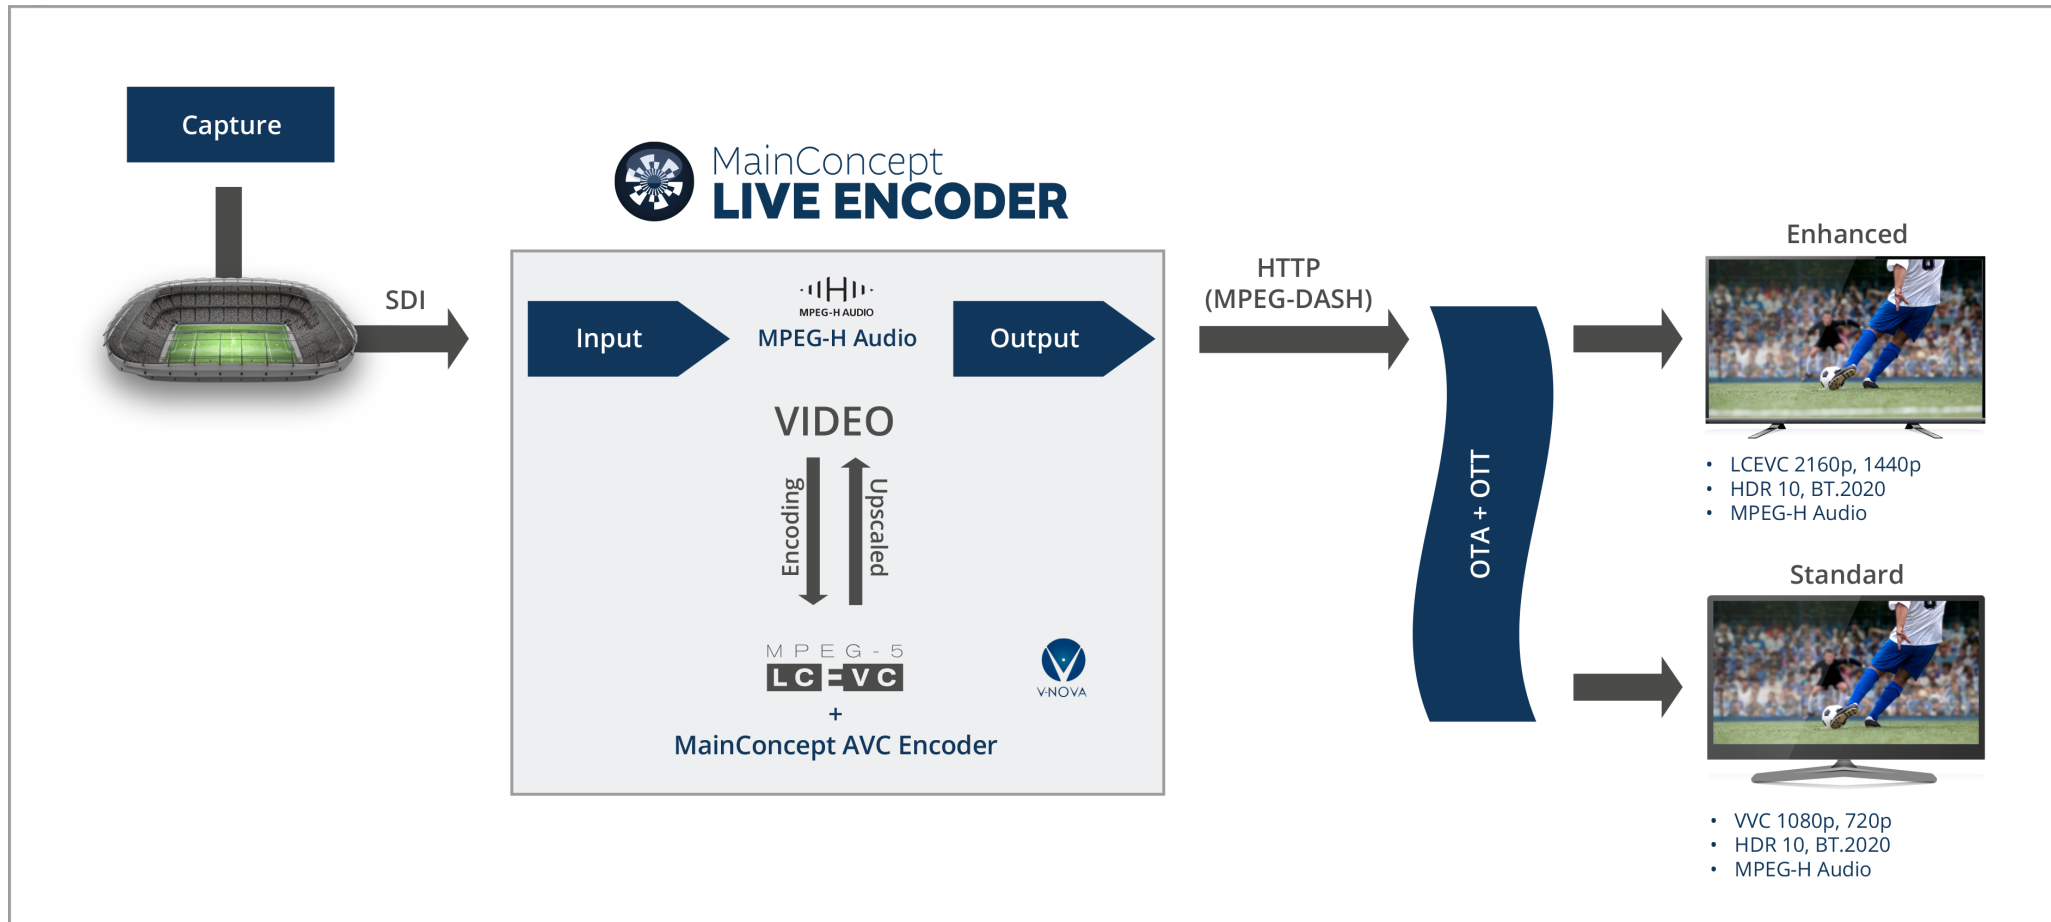 Capture
SDI
MainConcept
LIVE ENCODER
Input
MPEG-H AUDIO
MPEG-H Audio
Output
VIDEO
Encoding
Upscaled
MPEG-5
LCEVC
+
MainConcept AVC Encoder
V-NOVA
HTTP
(MPEG-DASH)
OTA + OTT
Enhanced
• LCEVC 2160p, 1440p
• HDR 10, BT.2020
• MPEG-H Audio
Standard
• VVC 1080p, 720p
• HDR 10, BT.2020
• MPEG-H Audio